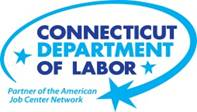 CONNECTICUT
DEPARTMENT
OF LABOR
Partner of the American
Job Center Network